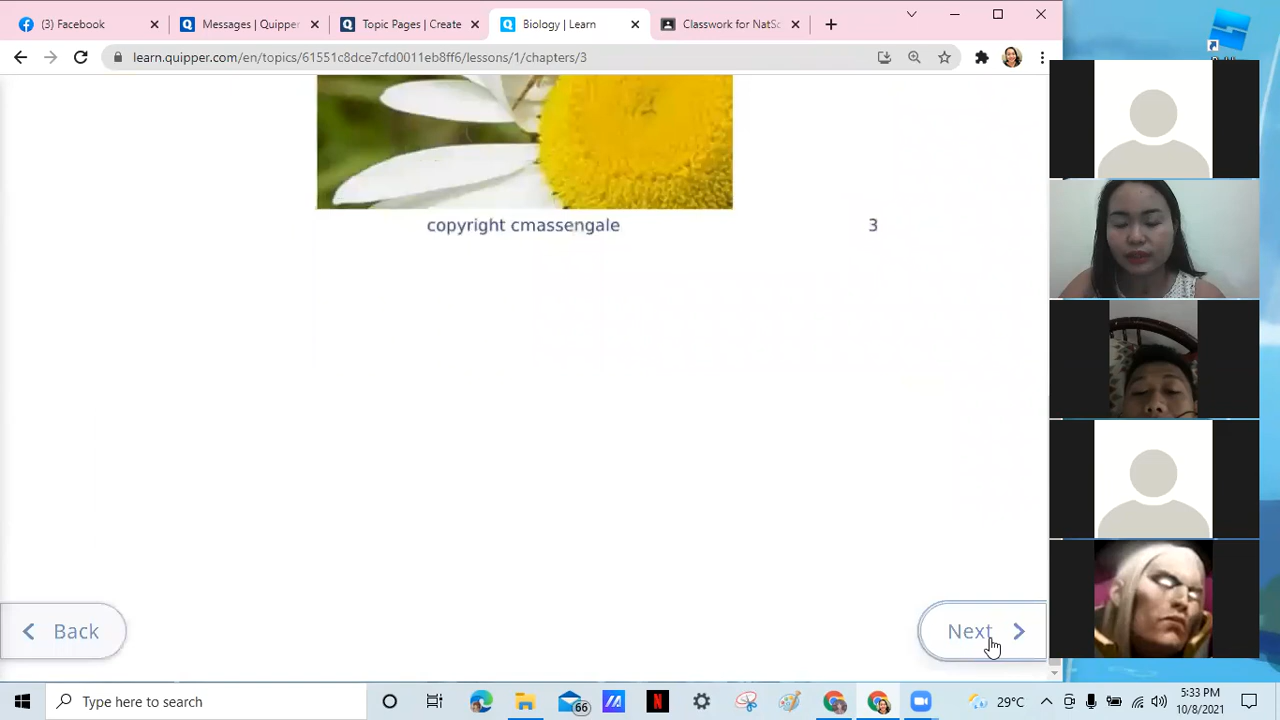 (3) Facebook
Messages | Quipper
Topic Pages | Create
Biology | Learn
Classwork for NatSc
learn.quipper.com/en/topics/61551c8dce7cfd0011eb8ff6/lessons/1/chapters/3
copyright cmassengale 3
Back
Next
Type here to search
66
29°C
5:33 PM
10/8/2021